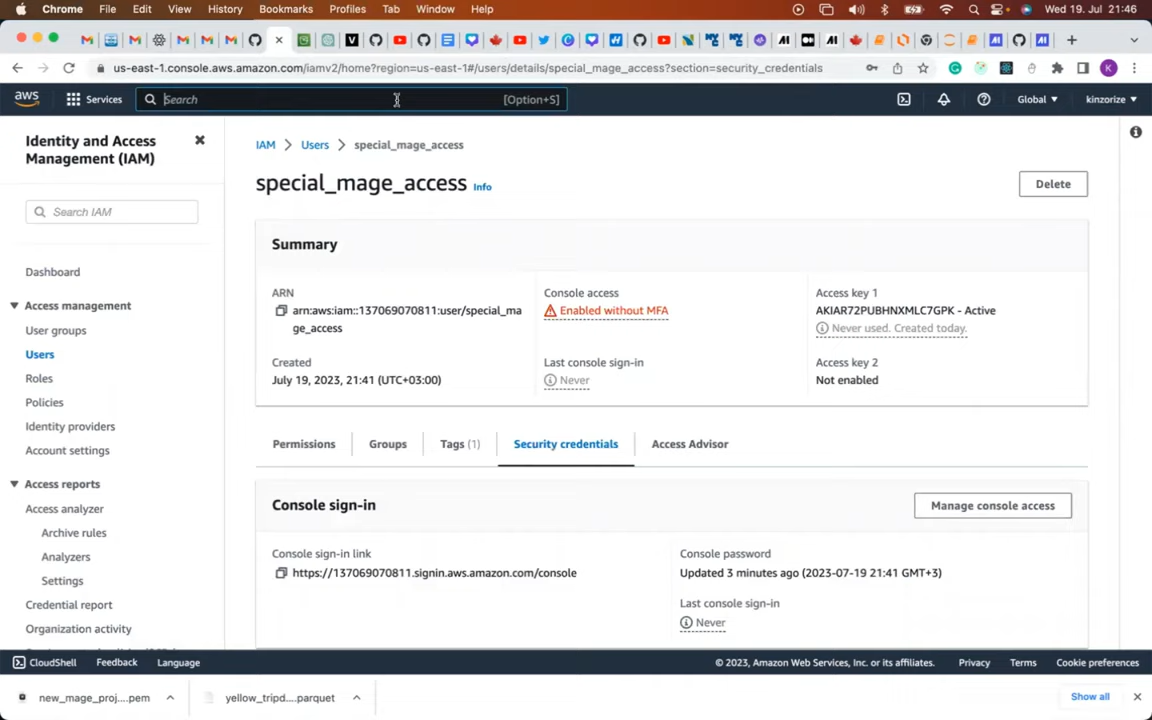 Chrome File Edit View History Bookmarks Profiles Tab Window Help Wed 19. Jul 21:46
us-east-1.console.aws.amazon.com/iamv2/home?region=us-east-1#/users/details/special_mage_access?section=security_credentials
aws Services Search [Option+S] Global kinzorize
Identity and Access
Management (IAM)
Search IAM
Dashboard
Access management
User groups
Users
Roles
Policies
Identity providers
Account settings
Access reports
Access analyzer
Archive rules
Analyzers
Settings
Credential report
Organization activity
IAM > Users > special_mage_access
special_mage_access Info
Delete
Summary
ARN
arn:aws:iam::137069070811:user/special_ma
ge_access
Console access
Enabled without MFA
Access key 1
AKIAR72PUBHNXMLC7GPK - Active
Never used. Created today.
Created
July 19, 2023, 21:41 (UTC+03:00)
Last console sign-in
Never
Access key 2
Not enabled
Permissions Groups Tags (1) Security credentials Access Advisor
Console sign-in
Manage console access
Console sign-in link
https://137069070811.signin.aws.amazon.com/console
Console password
Updated 3 minutes ago (2023-07-19 21:41 GMT+3)
Last console sign-in
Never
CloudShell Feedback Language © 2023, Amazon Web Services, Inc. or its affiliates. Privacy Terms Cookie preferences
new_mage_proj....pem yellow_tripd....parquet Show all